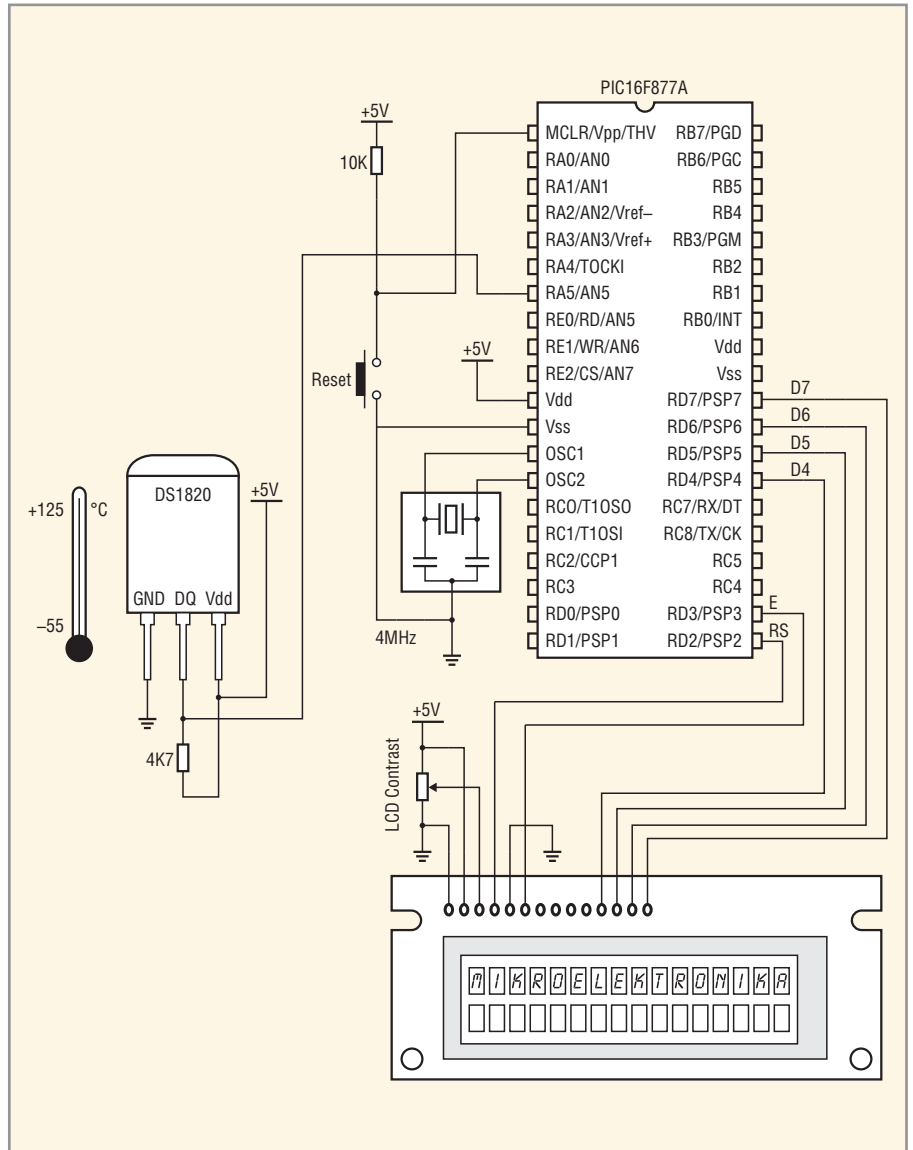 PIC16F877A
+5V
10K
MCLR/Vpp/THV RB7/PGD
RA0/AN0 RB6/PGC
RA1/AN1 RB5
RA2/AN2/Vref– RB4
RA3/AN3/Vref+ RB3/PGM
RA4/TOCKI RB2
RA5/AN5 RB1
RE0/RD/AN5 RB0/INT
RE1/WR/AN6 Vdd
RE2/CS/AN7 Vss
Vdd RD7/PSP7
Vss RD6/PSP6
OSC1 RD5/PSP5
OSC2 RD4/PSP4
RC0/T1OSO RC7/RX/DT
RC1/T1OSI RC8/TX/CK
RC2/CCP1 RC5
RC3 RC4
RD0/PSP0 RD3/PSP3
RD1/PSP1 RD2/PSP2
+5V
Reset
D7
D6
D5
D4
E
RS
4MHz
DS1820
+5V
+125 °C
–55
GND DQ Vdd
4K7
+5V
LCD Contrast
MIKROELEKTRONIKA